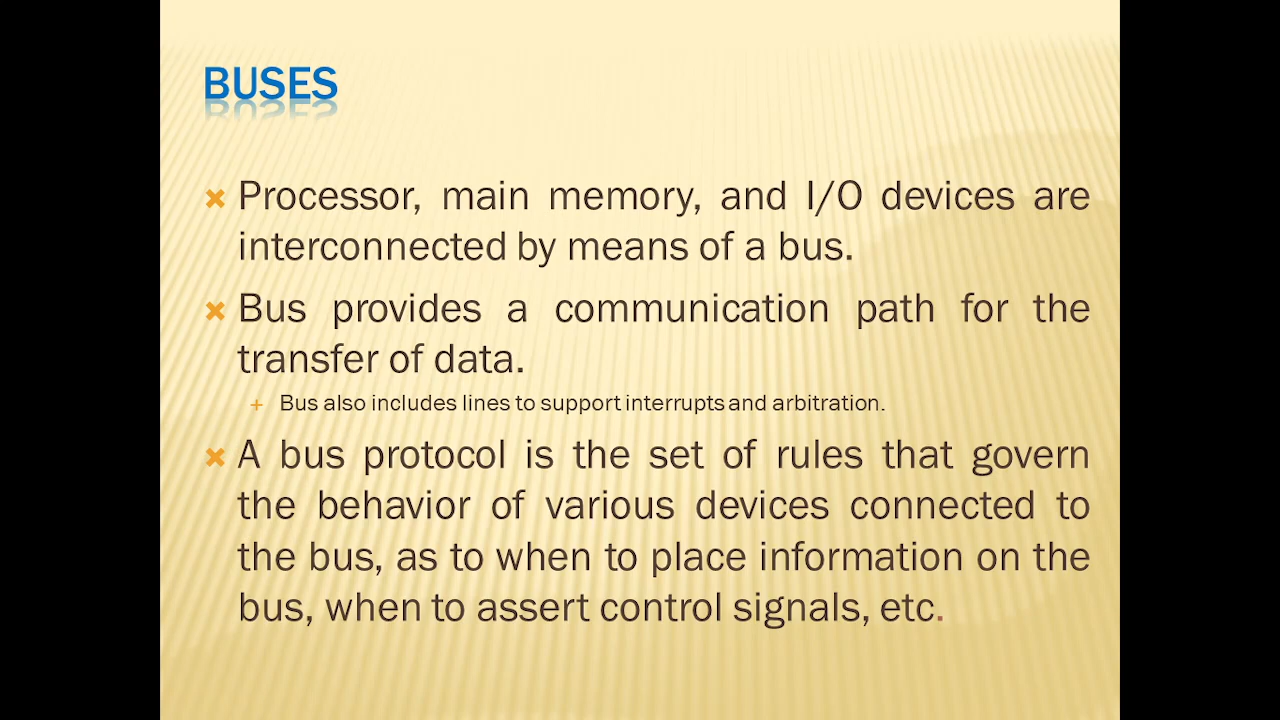 BUSES
Processor, main memory, and I/O devices are
interconnected by means of a bus.
Bus provides a communication path for the
transfer of data.
Bus also includes lines to support interrupts and arbitration.
A bus protocol is the set of rules that govern
the behavior of various devices connected to
the bus, as to when to place information on the
bus, when to assert control signals, etc.